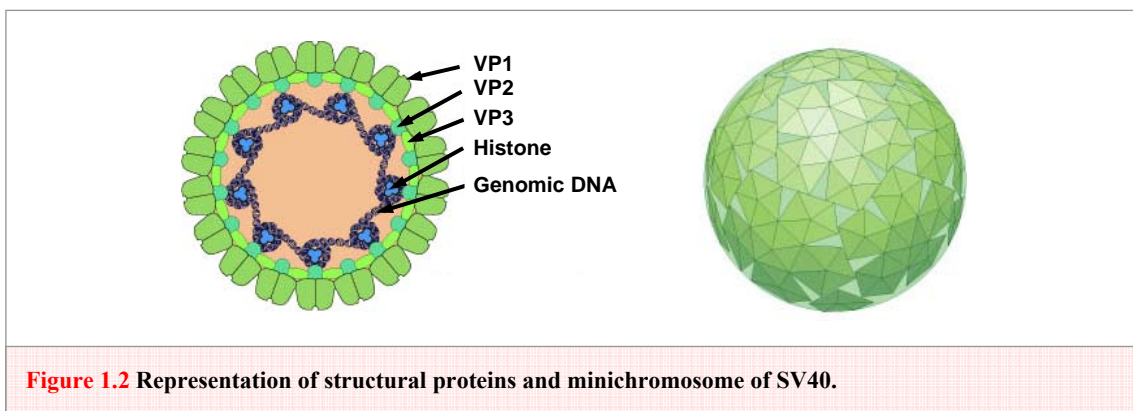 VP1
VP2
VP3
Histone
Genomic DNA
Figure 1.2 Representation of structural proteins and minichromosome of SV40.